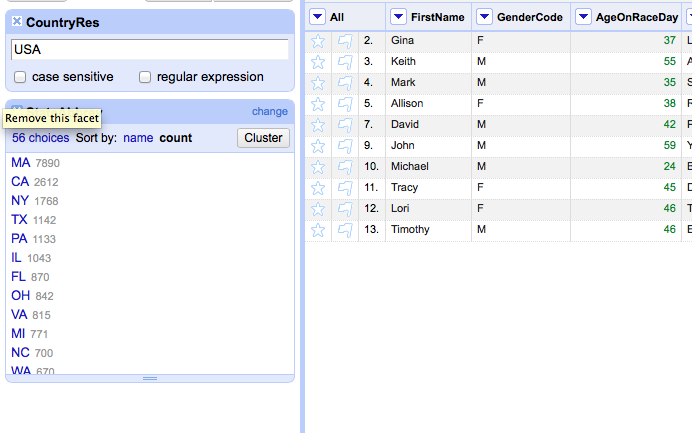 CountryRes
USA
case sensitive regular expression
change
Remove this facet
56 choices Sort by: name count Cluster
MA 7890
CA 2612
NY 1768
TX 1142
PA 1133
IL 1043
FL 870
OH 842
VA 815
MI 771
NC 700
WA 670
All FirstName GenderCode AgeOnRaceDay
2. Gina F 37 L
3. Keith M 55 A
4. Mark M 35 S
5. Allison F 38 R
7. David M 42 F
9. John M 59 Y
10. Michael M 24 B
11. Tracy F 45 D
12. Lori F 46 T
13. Timothy M 46 E